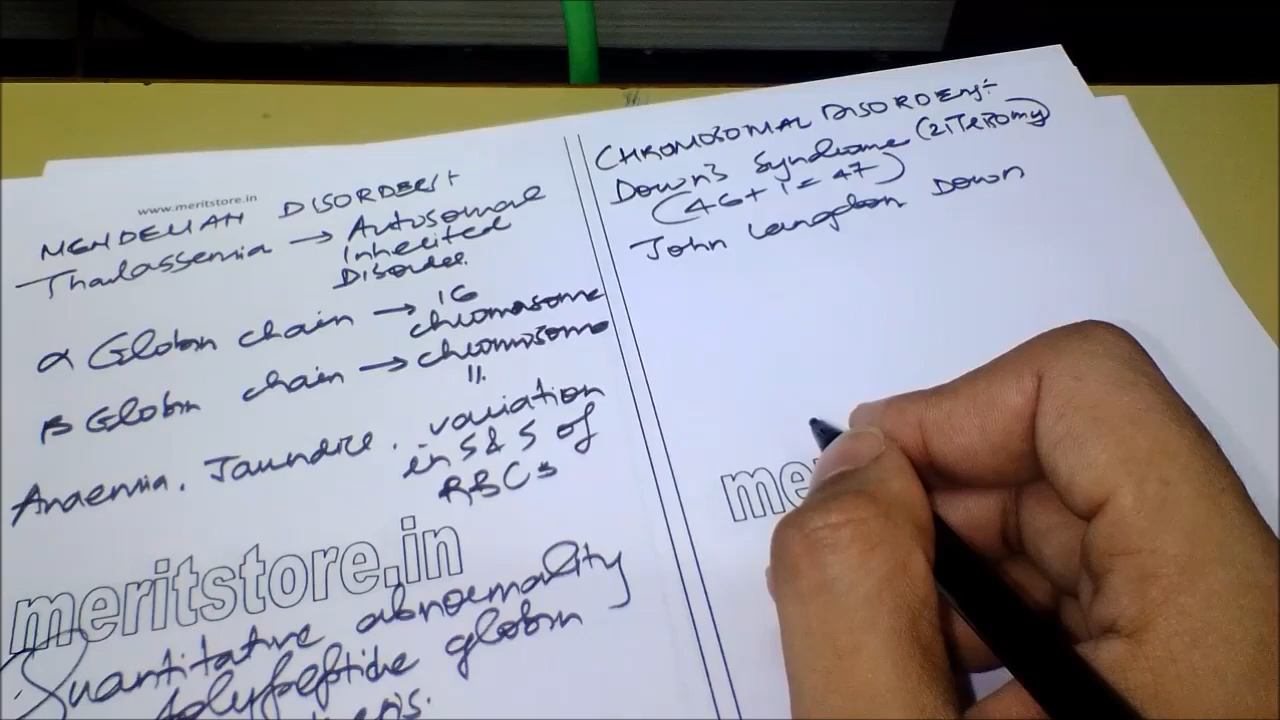 www.meritstore.in
MENDELIAN DISORDERS:
Thalassemia → Autosomal
Inherited
Disorder.
α Globin chain → 16
chromosome
β Globin chain → chromosome
11.
Anaemia, Jaundice, variation
in S & S of
RBCs
meritstore.in
Quantitative abnormality
polypeptide globin
CHROMOSOMAL DISORDERS:-
Down's Syndrome (21
(46+1=47)
John Langdon Down
me